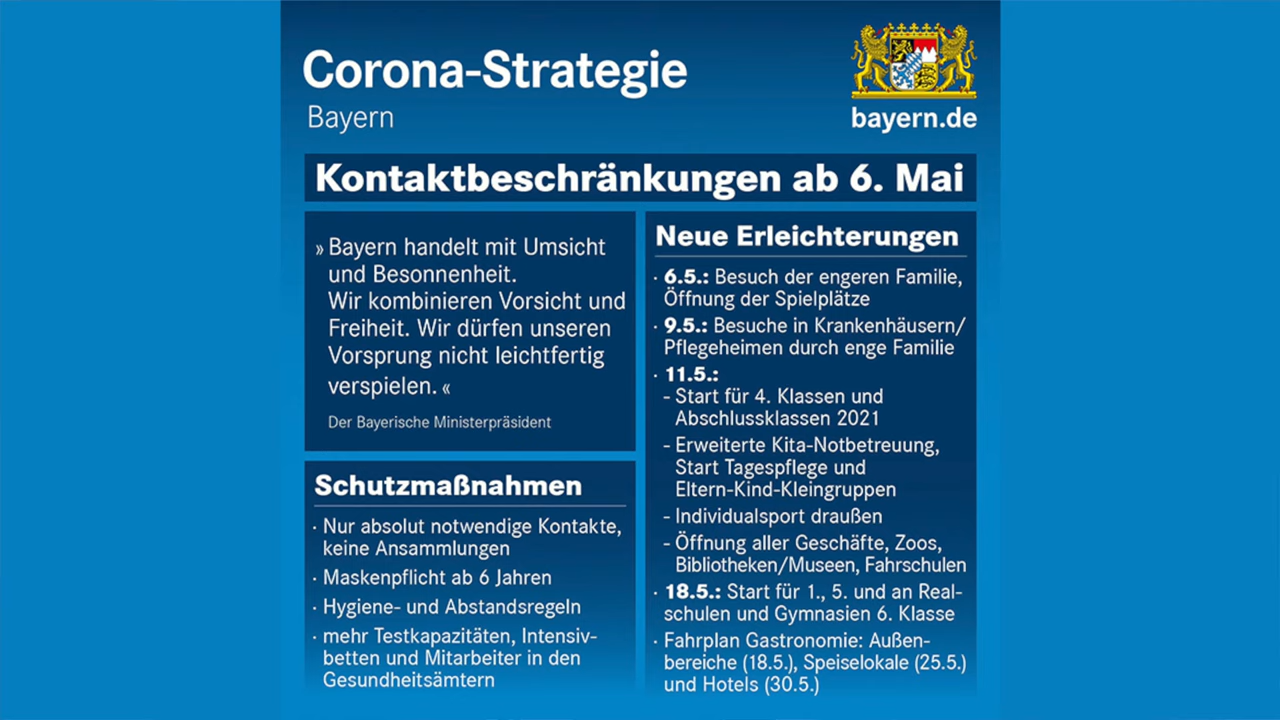 Corona-Strategie
Bayern
bayern.de
Kontaktbeschränkungen ab 6. Mai
» Bayern handelt mit Umsicht
und Besonnenheit.
Wir kombinieren Vorsicht und
Freiheit. Wir dürfen unseren
Vorsprung nicht leichtfertig
verspielen. «
Der Bayerische Ministerpräsident
Schutzmaßnahmen
· Nur absolut notwendige Kontakte,
keine Ansammlungen
· Maskenpflicht ab 6 Jahren
· Hygiene- und Abstandsregeln
· mehr Testkapazitäten, Intensiv-
betten und Mitarbeiter in den
Gesundheitsämtern
Neue Erleichterungen
· 6.5.: Besuch der engeren Familie,
Öffnung der Spielplätze
· 9.5.: Besuche in Krankenhäusern/
Pflegeheimen durch enge Familie
· 11.5.:
- Start für 4. Klassen und
Abschlussklassen 2021
- Erweiterte Kita-Notbetreuung,
Start Tagespflege und
Eltern-Kind-Kleingruppen
- Individualsport draußen
- Öffnung aller Geschäfte, Zoos,
Bibliotheken/Museen, Fahrschulen
· 18.5.: Start für 1., 5. und an Real-
schulen und Gymnasien 6. Klasse
· Fahrplan Gastronomie: Außen-
bereiche (18.5.), Speiselokale (25.5.)
und Hotels (30.5.)